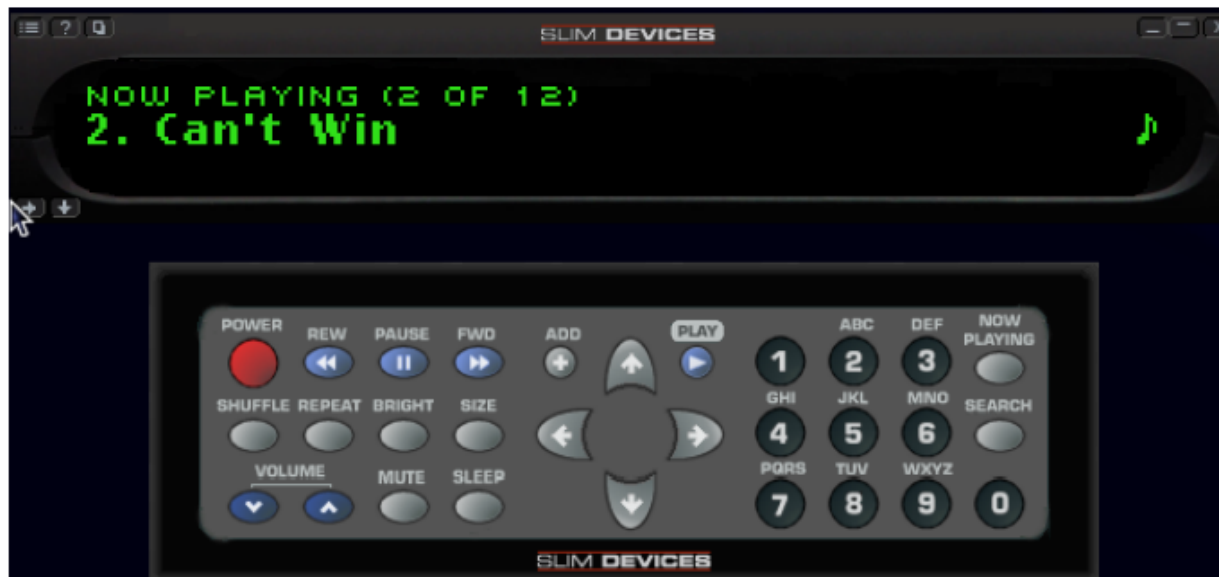 ?
SLIM DEVICES
NOW PLAYING (2 OF 12)
2. Can't Win
POWER REW PAUSE FWD ADD PLAY ABC DEF NOW PLAYING
1 2 3
SHUFFLE REPEAT BRIGHT SIZE GHI JKL MNO SEARCH
4 5 6
VOLUME MUTE SLEEP PQRS TUV WXYZ
7 8 9 0
SLIM DEVICES